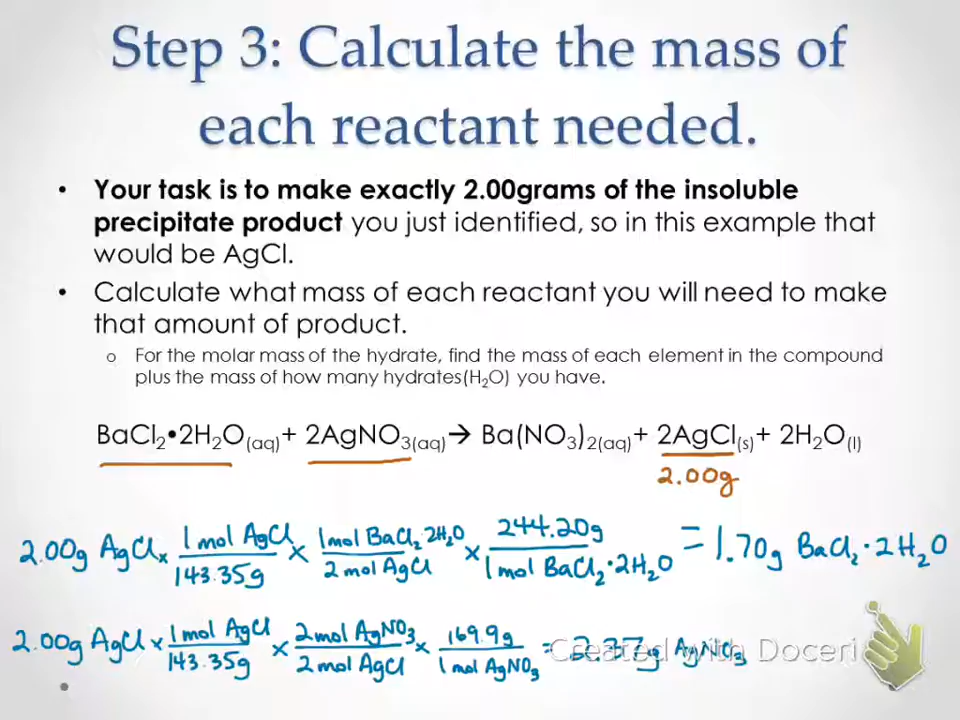 Step 3: Calculate the mass of
each reactant needed.
• Your task is to make exactly 2.00grams of the insoluble
precipitate product you just identified, so in this example that
would be AgCl.
• Calculate what mass of each reactant you will need to make
that amount of product.
o For the molar mass of the hydrate, find the mass of each element in the compound
plus the mass of how many hydrates(H₂O) you have.
BaCl₂•2H₂O(aq)+ 2AgNO₃(aq)→ Ba(NO₃)₂(aq)+ 2AgCl(s)+ 2H₂O(l)
2.00g
2.00g AgCl × 1 mol AgCl / 143.35g × 1 mol BaCl₂·2H₂O / 2 mol AgCl × 244.20g / 1 mol BaCl₂·2H₂O = 1.70g BaCl₂·2H₂O
2.00g AgCl × 1 mol AgCl / 143.35g × 2 mol AgNO₃ / 2 mol AgCl × 169.9g / 1 mol AgNO₃ = 2.37g AgNO₃
Created with Doceri